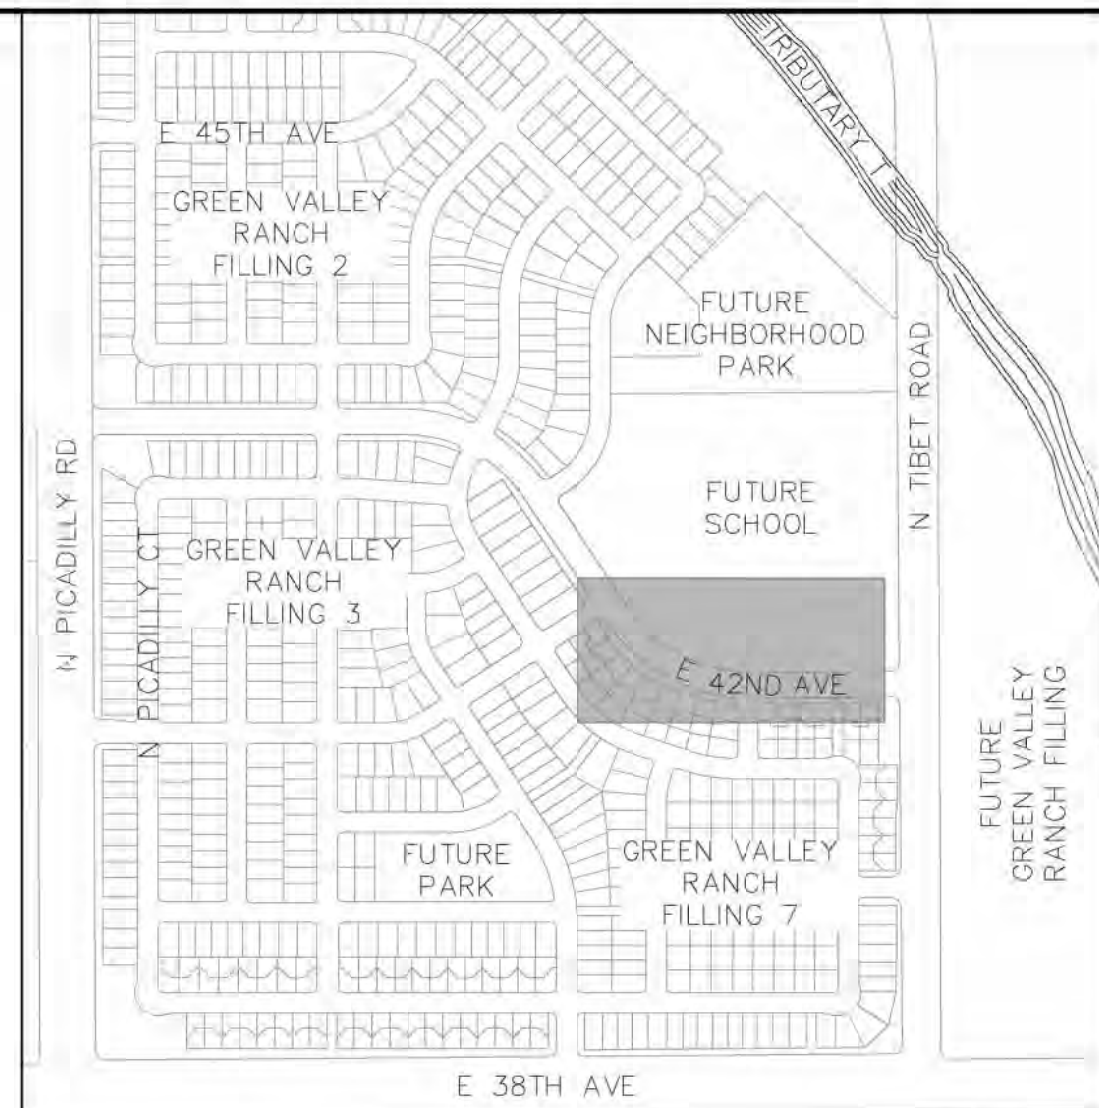 TRIBUTARY T
E 45TH AVE
GREEN VALLEY
RANCH
FILLING 2
FUTURE
NEIGHBORHOOD
PARK
N TIBET ROAD
N PICADILLY RD
FUTURE
SCHOOL
N PICADILLY CT
GREEN VALLEY
RANCH
FILLING 3
E 42ND AVE
FUTURE
GREEN VALLEY
RANCH FILLING
FUTURE
PARK
GREEN VALLEY
RANCH
FILLING 7
E 38TH AVE